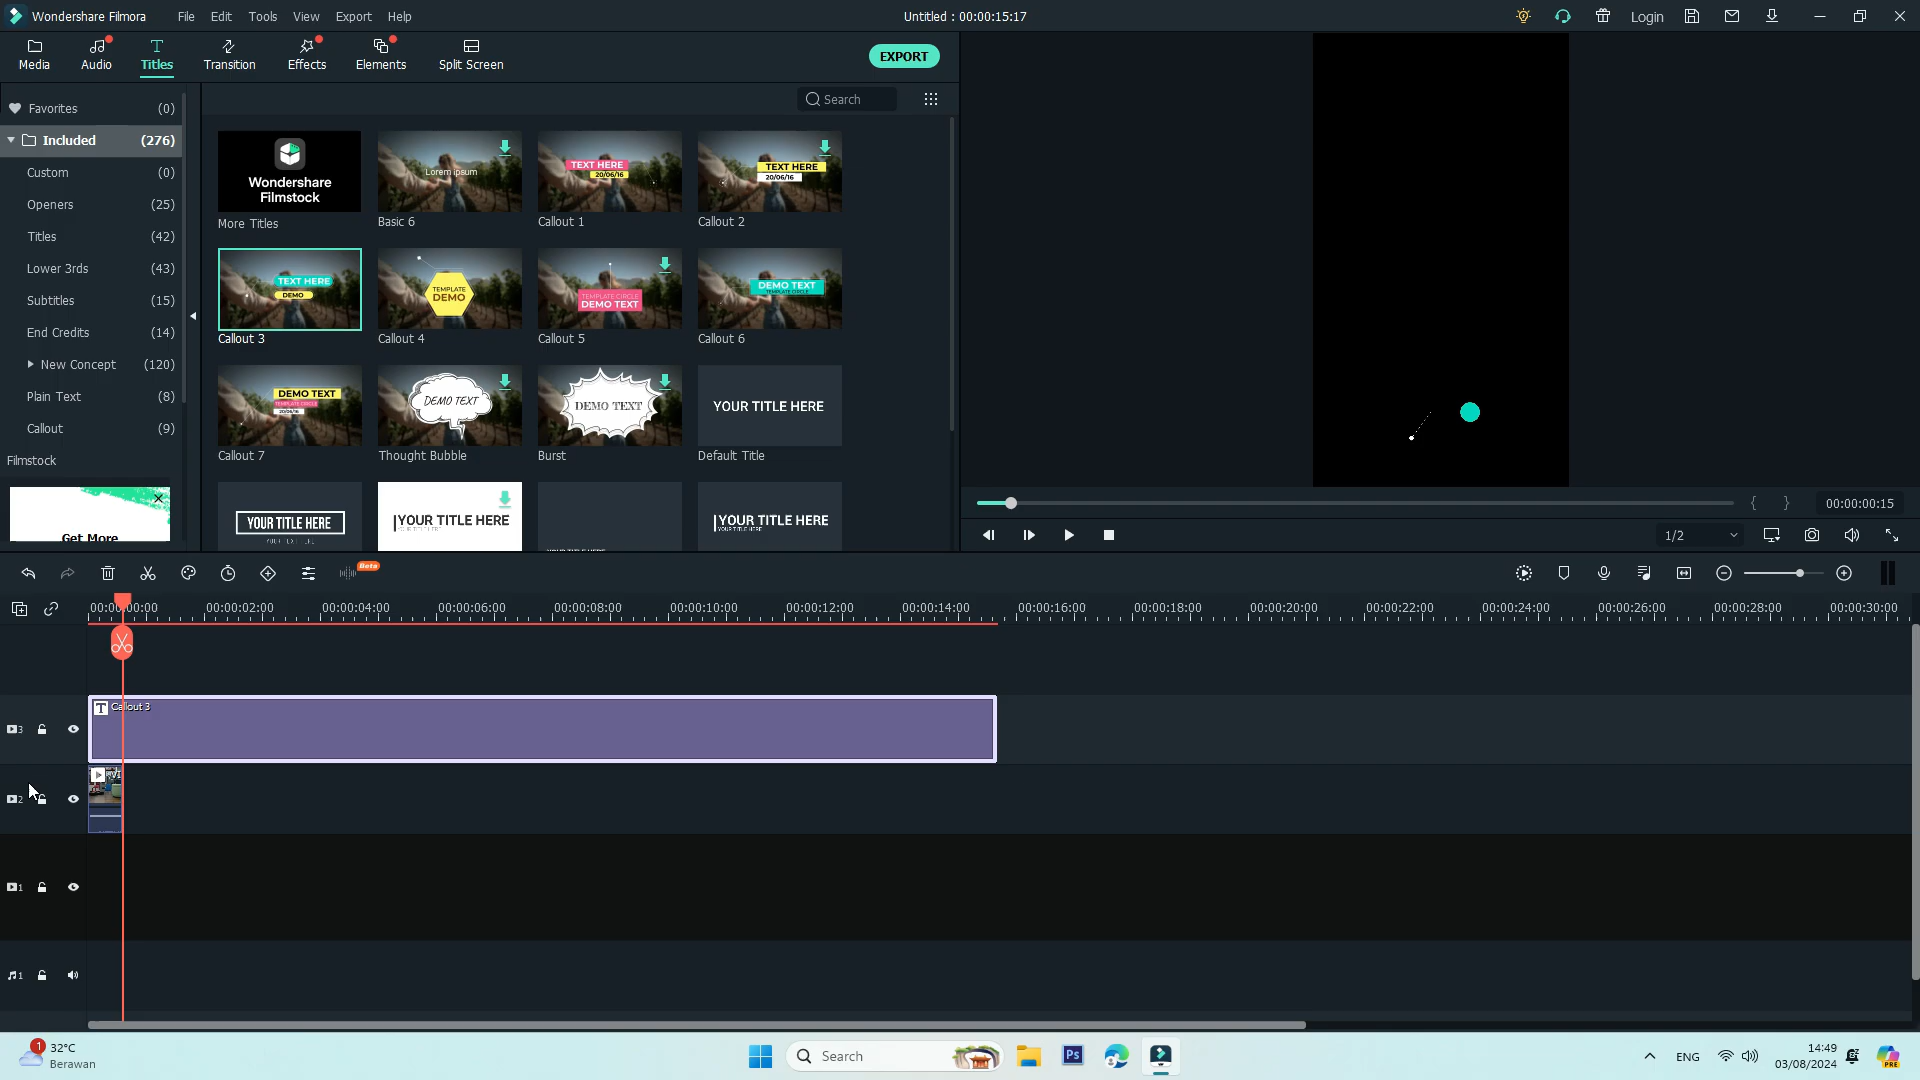 Wondershare Filmora File Edit Tools View Export Help Untitled : 00:00:15:17 Login
Media Audio Titles Transition Effects Elements Split Screen EXPORT
Favorites (0)
Included (276)
Custom (0)
Openers (25)
Titles (42)
Lower 3rds (43)
Subtitles (15)
End Credits (14)
New Concept (120)
Plain Text (8)
Callout (9)
Filmstock
Get More
Search
Wondershare
Filmstock
Lorem ipsum
TEXT HERE
20/06/16
TEXT HERE
20/06/16
More Titles Basic 6 Callout 1 Callout 2
TEXT HERE
DEMO
TEMPLATE
DEMO
TEMPLATE CIRCLE
DEMO TEXT
DEMO TEXT
TEMPLATE CIRCLE
Callout 3 Callout 4 Callout 5 Callout 6
DEMO TEXT
TEMPLATE CIRCLE
20/06/16
DEMO TEXT
DEMO TEXT
YOUR TITLE HERE
Callout 7 Thought Bubble Burst Default Title
YOUR TITLE HERE
YOUR TITLE HERE
YOUR TITLE HERE
00:00:00:15
1/2
Beta
00:00:02:00 00:00:04:00 00:00:06:00 00:00:08:00 00:00:10:00 00:00:12:00 00:00:14:00 00:00:16:00 00:00:18:00 00:00:20:00 00:00:22:00 00:00:24:00 00:00:26:00 00:00:28:00 00:00:30:00
T Callout 3
3
2
1
1
1 32°C
Berawan
Search
Ps
ENG
14:49
03/08/2024
PRE